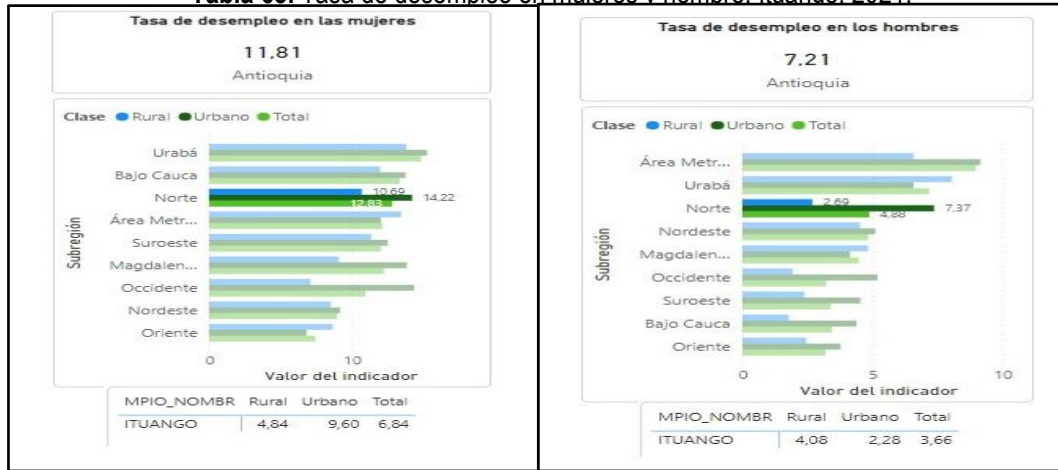 Tasa de desempleo en las mujeres
11,81
Antioquia
Clase Rural Urbano Total
Subregión
Urabá
Bajo Cauca
Norte 10,69 14,22 12,83
Área Metr...
Suroeste
Magdalen...
Occidente
Nordeste
Oriente
0 10
Valor del indicador
MPIO_NOMBR Rural Urbano Total
ITUANGO 4,84 9,60 6,84
Tasa de desempleo en los hombres
7,21
Antioquia
Clase Rural Urbano Total
Subregión
Área Metr...
Urabá
Norte 2,69 7,37 4,88
Nordeste
Magdalen...
Occidente
Suroeste
Bajo Cauca
Oriente
0 5 10
Valor del indicador
MPIO_NOMBR Rural Urbano Total
ITUANGO 4,08 2,28 3,66